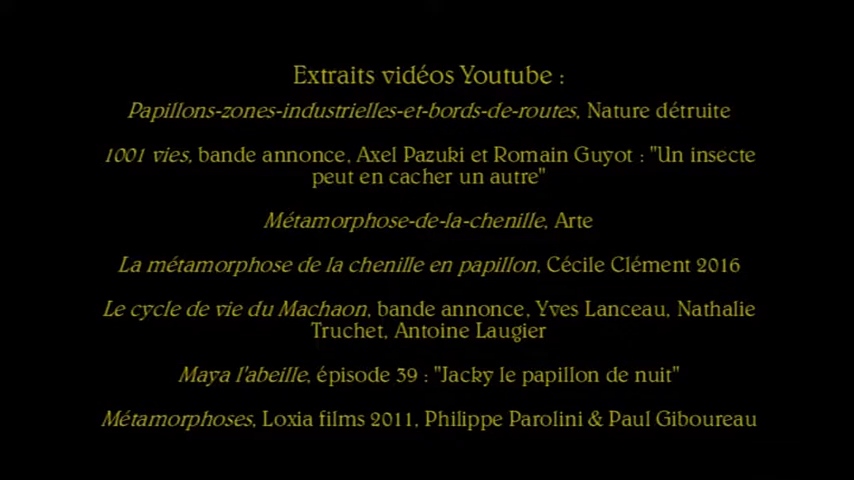 Extraits vidéos Youtube :
Papillons-zones-industrielles-et-bords-de-routes, Nature détruite
1001 vies, bande annonce, Axel Pazuki et Romain Guyot : "Un insecte
peut en cacher un autre"
Métamorphose-de-la-chenille, Arte
La métamorphose de la chenille en papillon, Cécile Clément 2016
Le cycle de vie du Machaon, bande annonce, Yves Lanceau, Nathalie
Truchet, Antoine Laugier
Maya l'abeille, épisode 39 : "Jacky le papillon de nuit"
Métamorphoses, Loxia films 2011, Philippe Parolini & Paul Giboureau